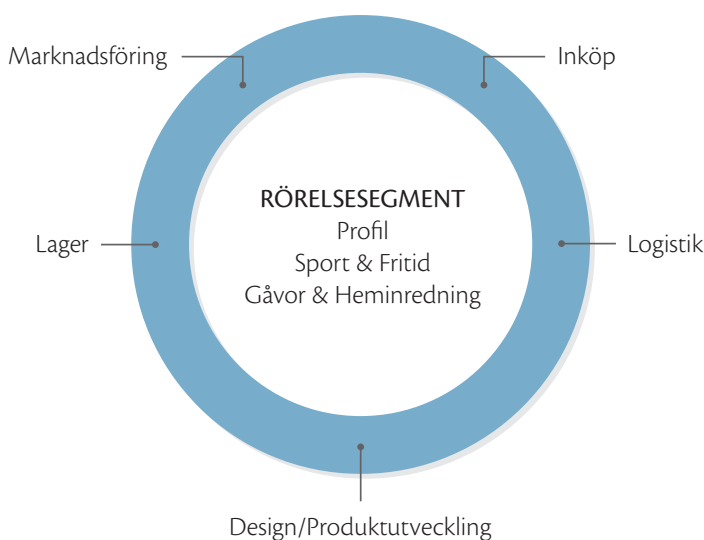 Marknadsföring
Inköp
RÖRELSESEGMENT
Profil
Sport & Fritid
Gåvor & Heminredning
Lager
Logistik
Design/Produktutveckling